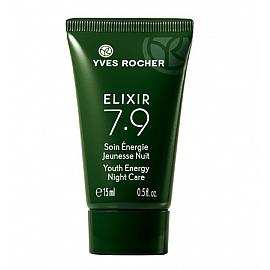 YVES ROCHER
ELIXIR
7.9
Soin Énergie
Jeunesse Nuit
Youth Energy
Night Care
℮15ml 0.5fl.oz.